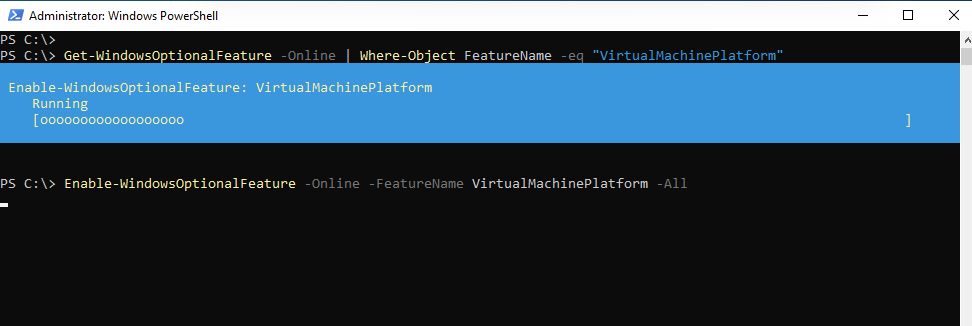 Administrator: Windows PowerShell
PS C:\>
PS C:\> Get-WindowsOptionalFeature -Online | Where-Object FeatureName -eq "VirtualMachinePlatform"
Enable-WindowsOptionalFeature: VirtualMachinePlatform
Running
[oooooooooooooooooo ]
PS C:\> Enable-WindowsOptionalFeature -Online -FeatureName VirtualMachinePlatform -All